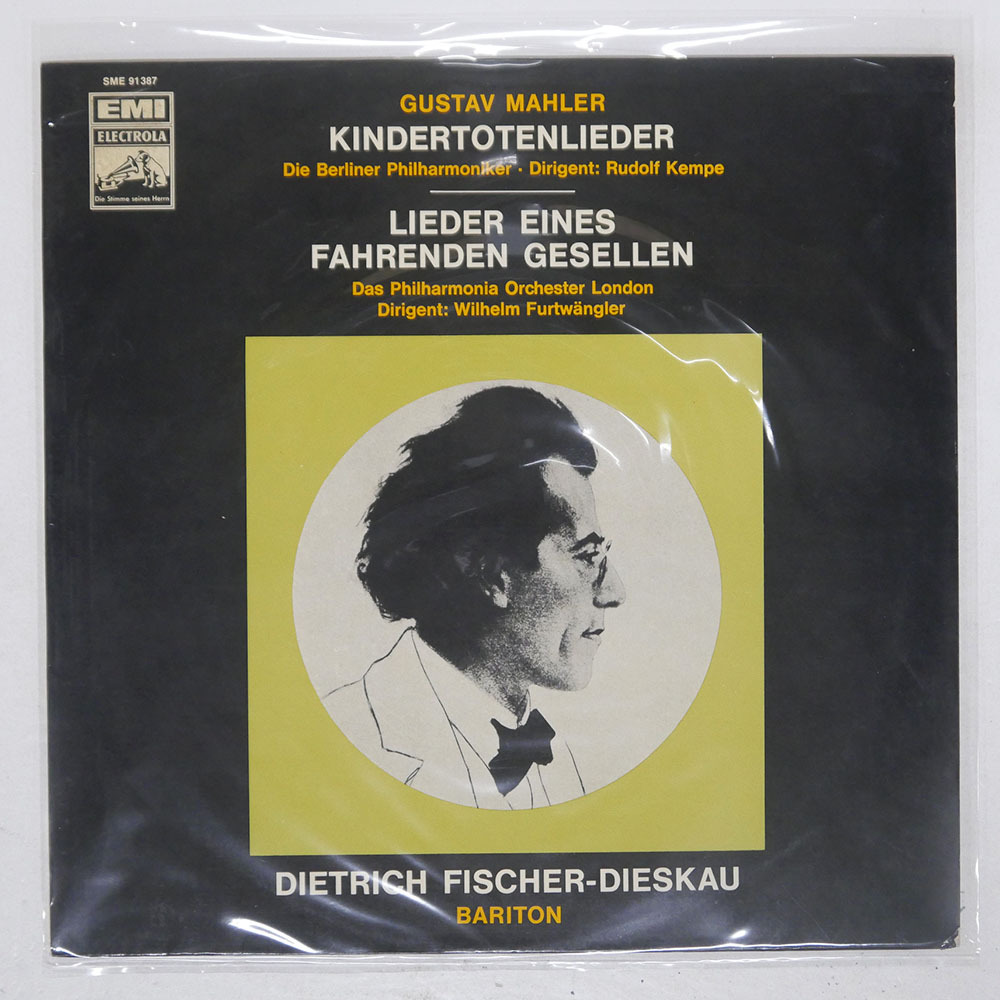 SME 91387
EMI
ELECTROLA
Die Stimme seines Herrn
GUSTAV MAHLER
KINDERTOTENLIEDER
Die Berliner Philharmoniker · Dirigent: Rudolf Kempe
LIEDER EINES
FAHRENDEN GESELLEN
Das Philharmonia Orchester London
Dirigent: Wilhelm Furtwängler
DIETRICH FISCHER-DIESKAU
BARITON